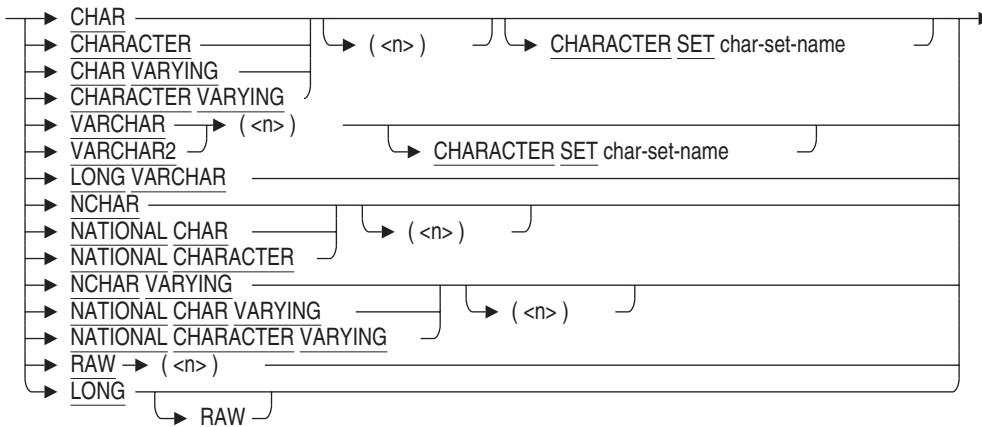 CHAR ( <n> ) CHARACTER SET char-set-name
CHARACTER
CHAR VARYING
CHARACTER VARYING
VARCHAR ( <n> )
VARCHAR2 CHARACTER SET char-set-name
LONG VARCHAR
NCHAR
NATIONAL CHAR ( <n> )
NATIONAL CHARACTER
NCHAR VARYING
NATIONAL CHAR VARYING ( <n> )
NATIONAL CHARACTER VARYING
RAW ( <n> )
LONG
RAW